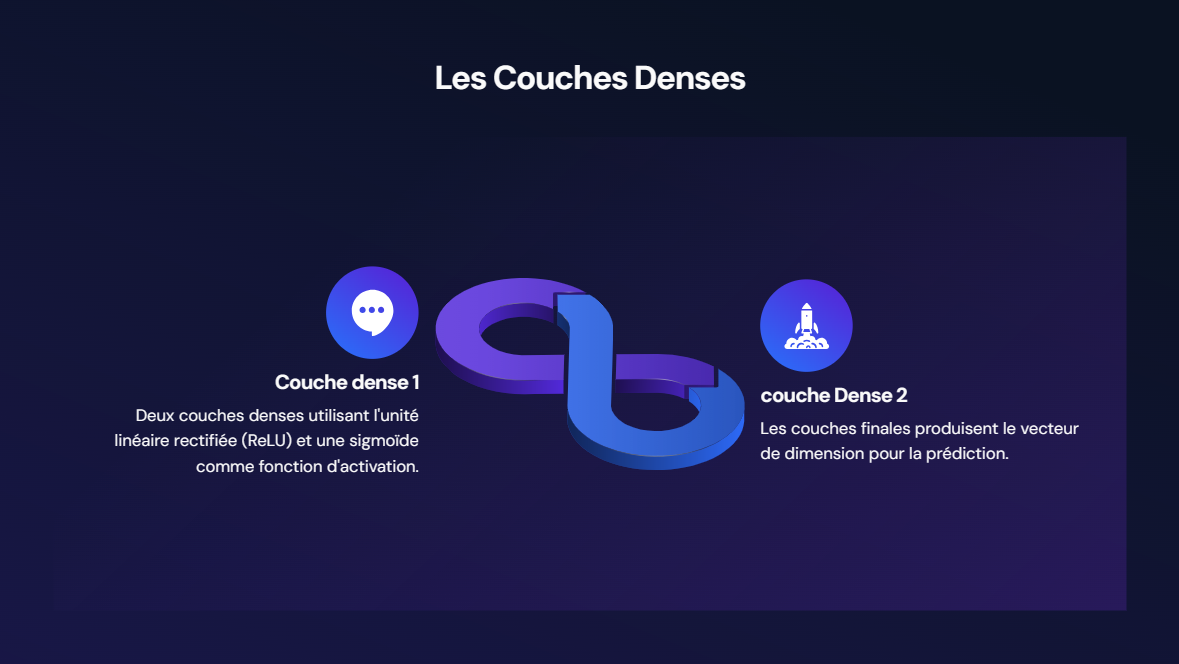 Les Couches Denses
Couche dense 1
Deux couches denses utilisant l'unité
linéaire rectifiée (ReLU) et une sigmoïde
comme fonction d'activation.
couche Dense 2
Les couches finales produisent le vecteur
de dimension pour la prédiction.